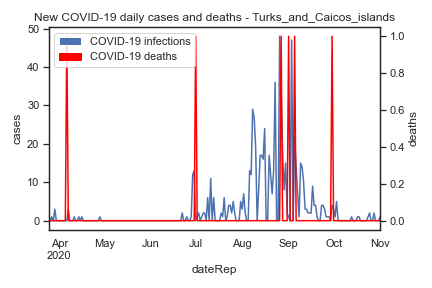 New COVID-19 daily cases and deaths - Turks_and_Caicos_islands
COVID-19 infections
COVID-19 deaths
50
40
30
20
10
0
cases
1.0
0.8
0.6
0.4
0.2
0.0
deaths
Apr May Jun Jul Aug Sep Oct Nov
2020
dateRep